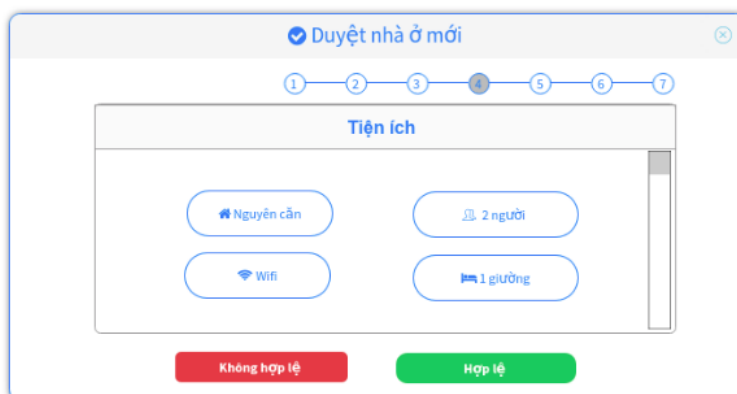 Duyệt nhà ở mới
1 2 3 4 5 6 7
Tiện ích
Nguyên căn 2 người
Wifi 1 giường
Không hợp lệ Hợp lệ